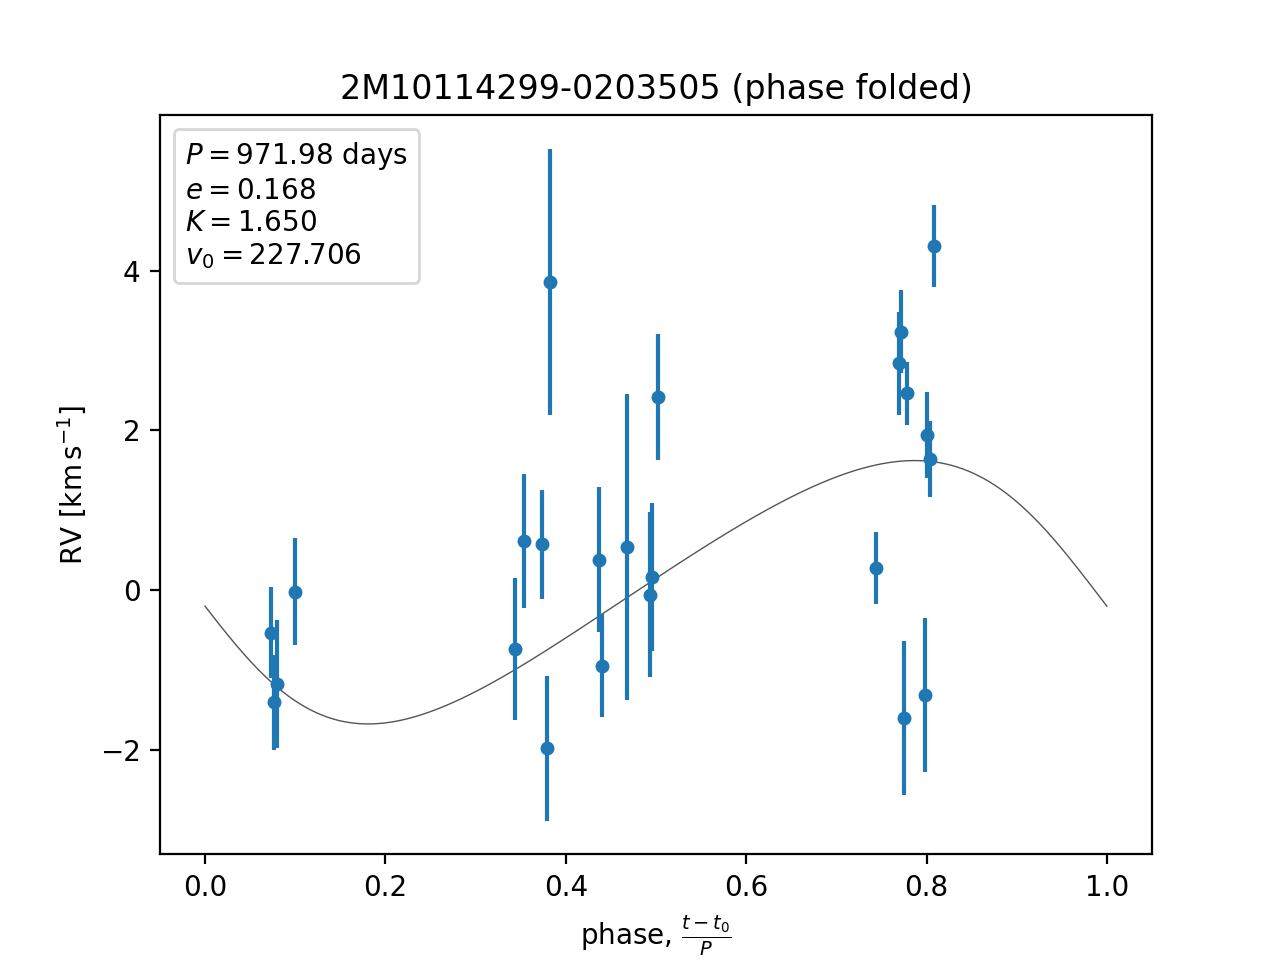 2M10114299-0203505 (phase folded)
P = 971.98 days
e = 0.168
K = 1.650
v₀ = 227.706
RV [km s⁻¹]
4
2
0
−2
0.0 0.2 0.4 0.6 0.8 1.0
phase, (t − t₀)/P